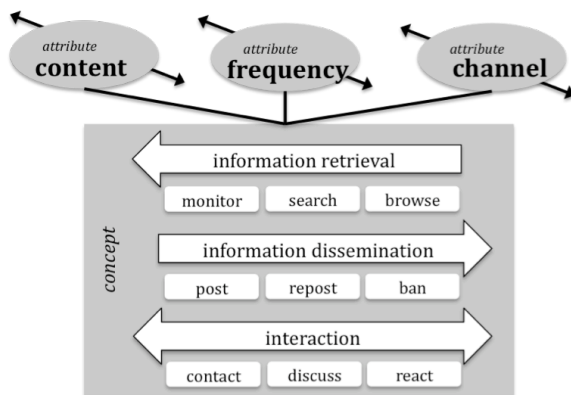 attribute
content
attribute
frequency
attribute
channel
concept
information retrieval
monitor search browse
information dissemination
post repost ban
interaction
contact discuss react